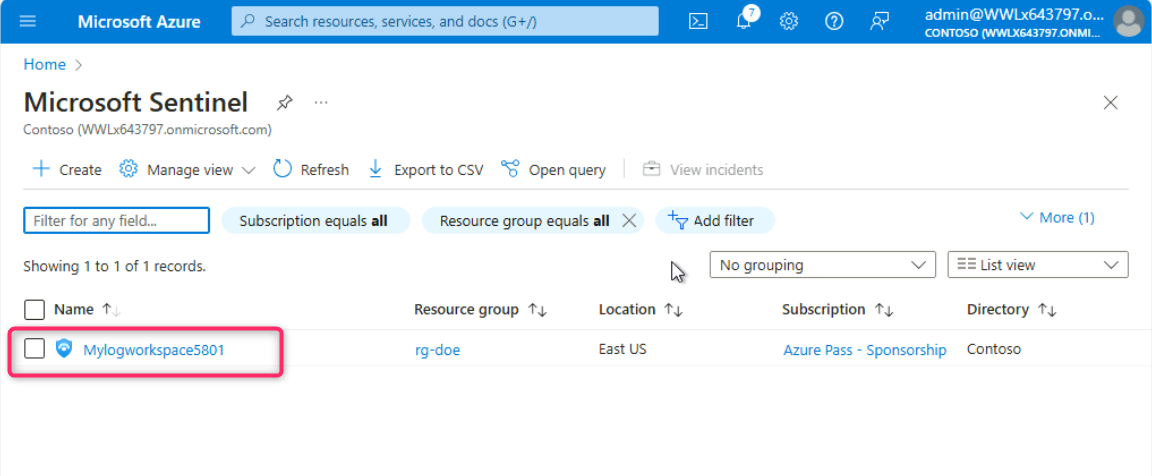 Microsoft Azure
Search resources, services, and docs (G+/)
7
admin@WWLx643797.o...
CONTOSO (WWLX643797.ONMI...
Home >
Microsoft Sentinel
...
Contoso (WWLx643797.onmicrosoft.com)
Create
Manage view
Refresh
Export to CSV
Open query
View incidents
Filter for any field...
Subscription equals all
Resource group equals all
Add filter
More (1)
Showing 1 to 1 of 1 records.
No grouping
List view
Name ↑↓ Resource group ↑↓ Location ↑↓ Subscription ↑↓ Directory ↑↓
Mylogworkspace5801 rg-doe East US Azure Pass - Sponsorship Contoso